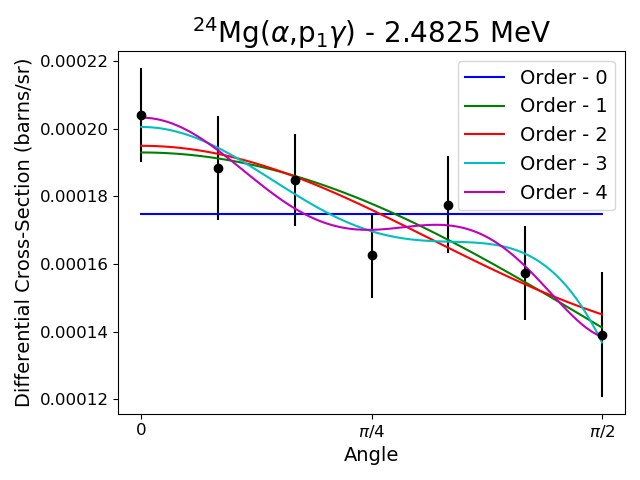 ²⁴Mg(α,p₁γ) - 2.4825 MeV
Differential Cross-Section (barns/sr)
0.00022
0.00020
0.00018
0.00016
0.00014
0.00012
Order - 0
Order - 1
Order - 2
Order - 3
Order - 4
0
π/4
π/2
Angle